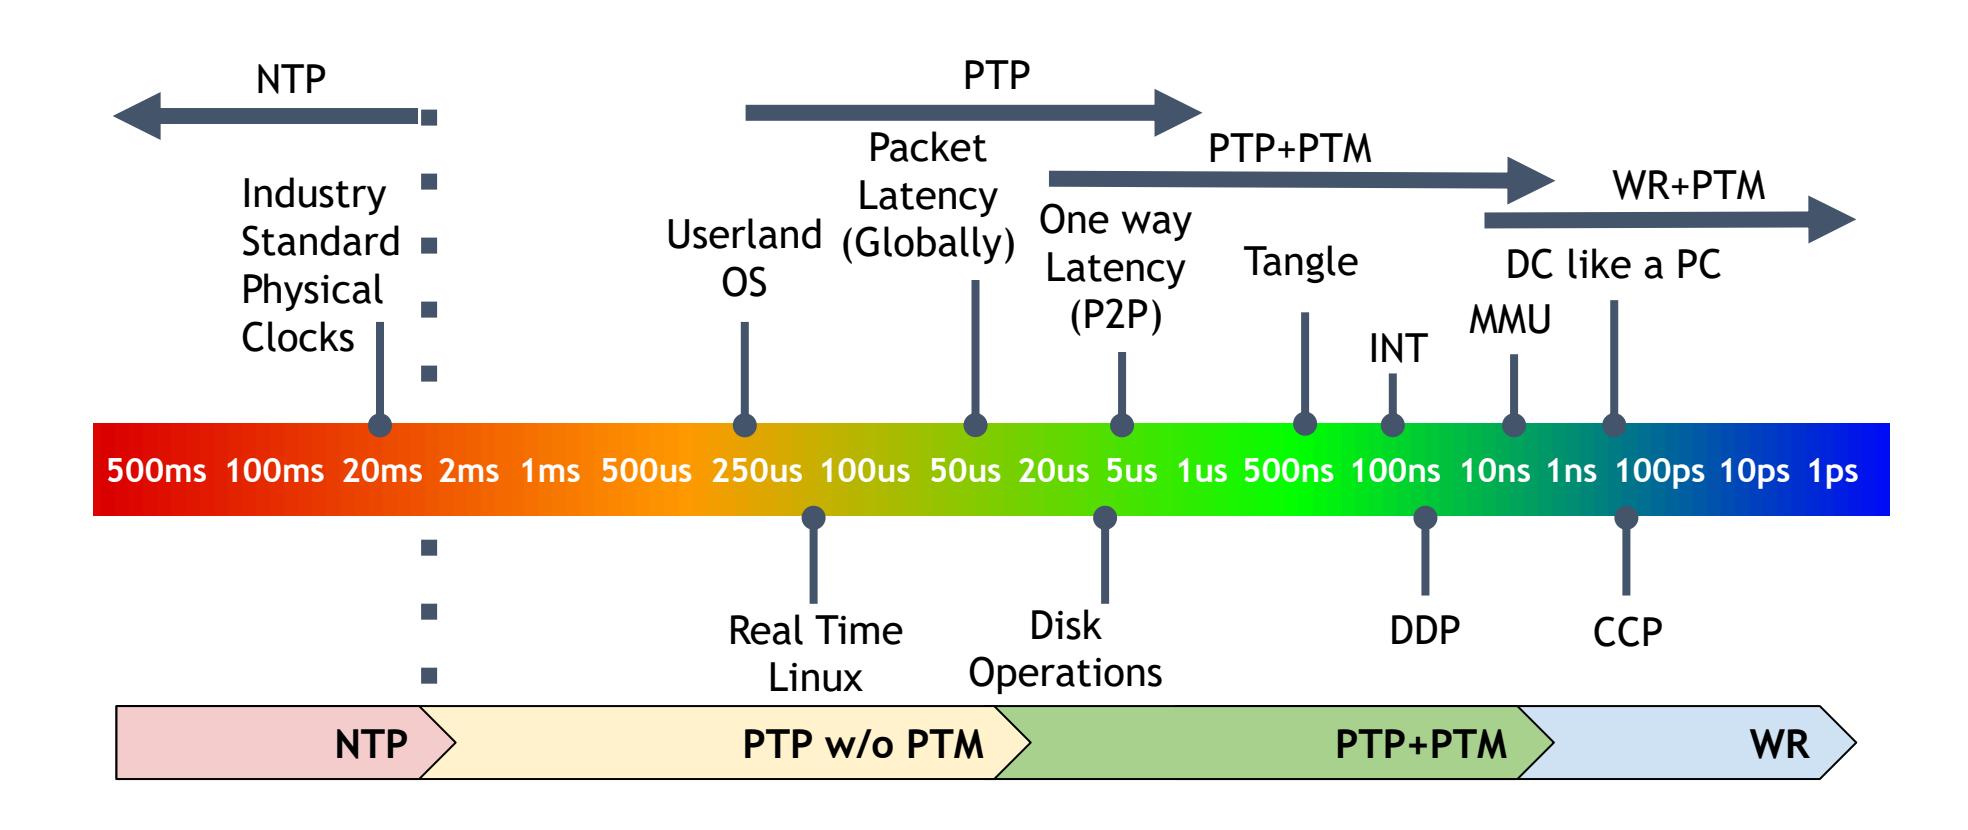 NTP
PTP
PTP+PTM
WR+PTM
Industry
Standard
Physical
Clocks
Userland
OS
Packet
Latency
(Globally)
One way
Latency
(P2P)
Tangle
INT
MMU
DC like a PC
500ms 100ms 20ms 2ms 1ms 500us 250us 100us 50us 20us 5us 1us 500ns 100ns 10ns 1ns 100ps 10ps 1ps
Real Time
Linux
Disk
Operations
DDP
CCP
NTP
PTP w/o PTM
PTP+PTM
WR